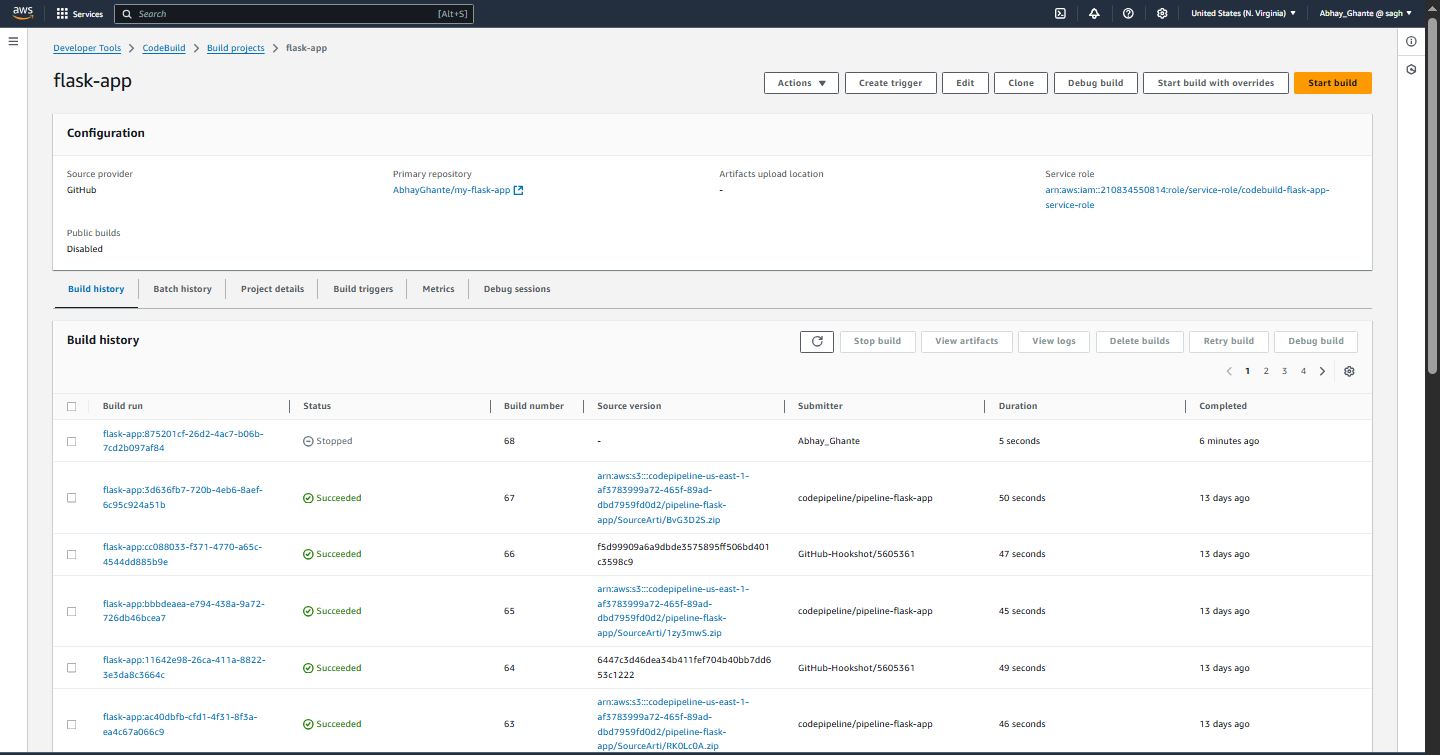 aws Services Search [Alt+S] United States (N. Virginia) Abhay_Ghante @ sagh
Developer Tools > CodeBuild > Build projects > flask-app
flask-app
Actions Create trigger Edit Clone Debug build Start build with overrides Start build
Configuration
Source provider Primary repository Artifacts upload location Service role
GitHub AbhayGhante/my-flask-app - arn:aws:iam::210834550814:role/service-role/codebuild-flask-app-
service-role
Public builds
Disabled
Build history Batch history Project details Build triggers Metrics Debug sessions
Build history Stop build View artifacts View logs Delete builds Retry build Debug build
< 1 2 3 4 >
Build run Status Build number Source version Submitter Duration Completed
flask-app:875201cf-26d2-4ac7-b06b-
7cd2b097af84
Stopped 68 - Abhay_Ghante 5 seconds 6 minutes ago
flask-app:3d636fb7-720b-4eb6-8aef-
6c95c924a51b
Succeeded 67
arn:aws:s3:::codepipeline-us-east-1-
af3783999a72-465f-89ad-
dbd7959fd0d2/pipeline-flask-
app/SourceArti/BvG3D2S.zip
codepipeline/pipeline-flask-app 50 seconds 13 days ago
flask-app:cc088033-f371-4770-a65c-
4544dd885b9e
Succeeded 66
f5d99909a6a9dbde3575895ff506bd401
c3598c9
GitHub-Hookshot/5605361 47 seconds 13 days ago
flask-app:bbbdeaea-e794-438a-9a72-
726db46bcea7
Succeeded 65
arn:aws:s3:::codepipeline-us-east-1-
af3783999a72-465f-89ad-
dbd7959fd0d2/pipeline-flask-
app/SourceArti/1zy3mwS.zip
codepipeline/pipeline-flask-app 45 seconds 13 days ago
flask-app:11642e98-26ca-411a-8822-
3e3da8c3664c
Succeeded 64
6447c3d46dea34b411fef704b40bb7dd6
53c1222
GitHub-Hookshot/5605361 49 seconds 13 days ago
flask-app:ac40dbfb-cfd1-4f31-8f3a-
ea4c67a066c9
Succeeded 63
arn:aws:s3:::codepipeline-us-east-1-
af3783999a72-465f-89ad-
dbd7959fd0d2/pipeline-flask-
app/SourceArti/RK0Lc0A.zip
codepipeline/pipeline-flask-app 46 seconds 13 days ago